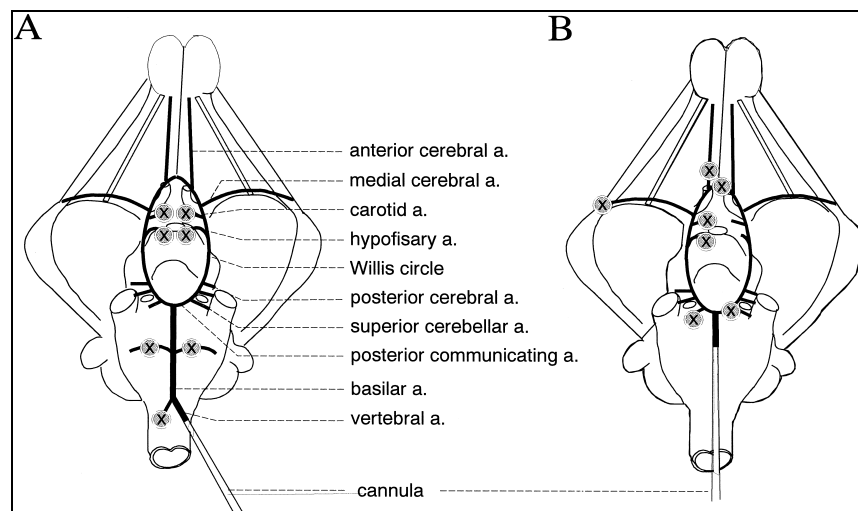 A
B
anterior cerebral a.
medial cerebral a.
carotid a.
hypofisary a.
Willis circle
posterior cerebral a.
superior cerebellar a.
posterior communicating a.
basilar a.
vertebral a.
cannula
X X
X X
X X
X
X
X
X
X
X
X X